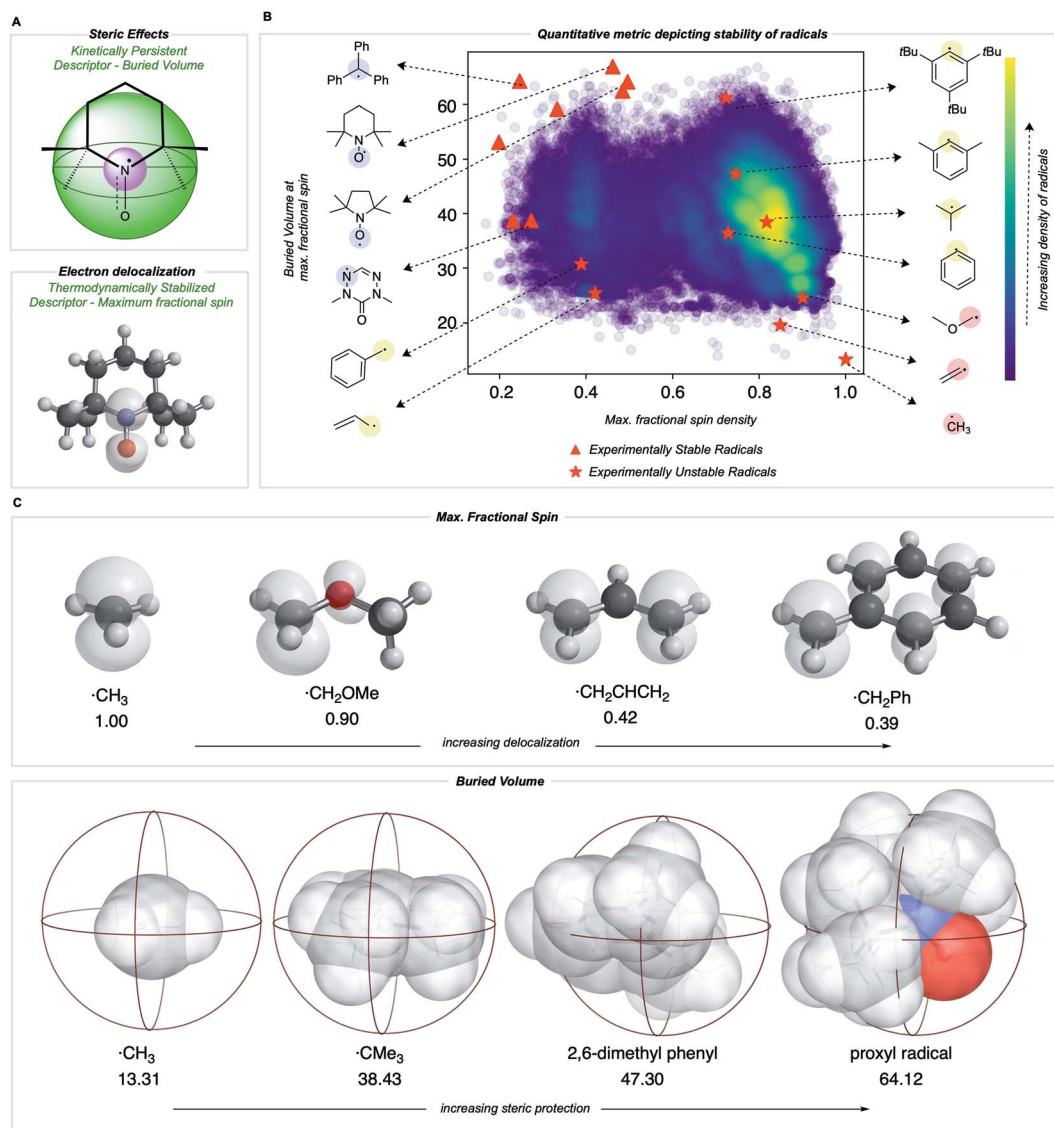 A
Steric Effects
Kinetically Persistent
Descriptor - Buried Volume
N
O
Electron delocalization
Thermodynamically Stabilized
Descriptor - Maximum fractional spin
B
Quantitative metric depicting stability of radicals
Ph
Ph
Ph
N
O
N
O
N
N
N
N
O
Buried Volume at
max. fractional spin
60
50
40
30
20
0.2
0.4
0.6
0.8
1.0
Max. fractional spin density
Experimentally Stable Radicals
Experimentally Unstable Radicals
tBu
tBu
tBu
O
CH3
Increasing density of radicals
C
Max. Fractional Spin
·CH3
1.00
·CH2OMe
0.90
·CH2CHCH2
0.42
·CH2Ph
0.39
increasing delocalization
Buried Volume
·CH3
13.31
·CMe3
38.43
2,6-dimethyl phenyl
47.30
proxyl radical
64.12
increasing steric protection